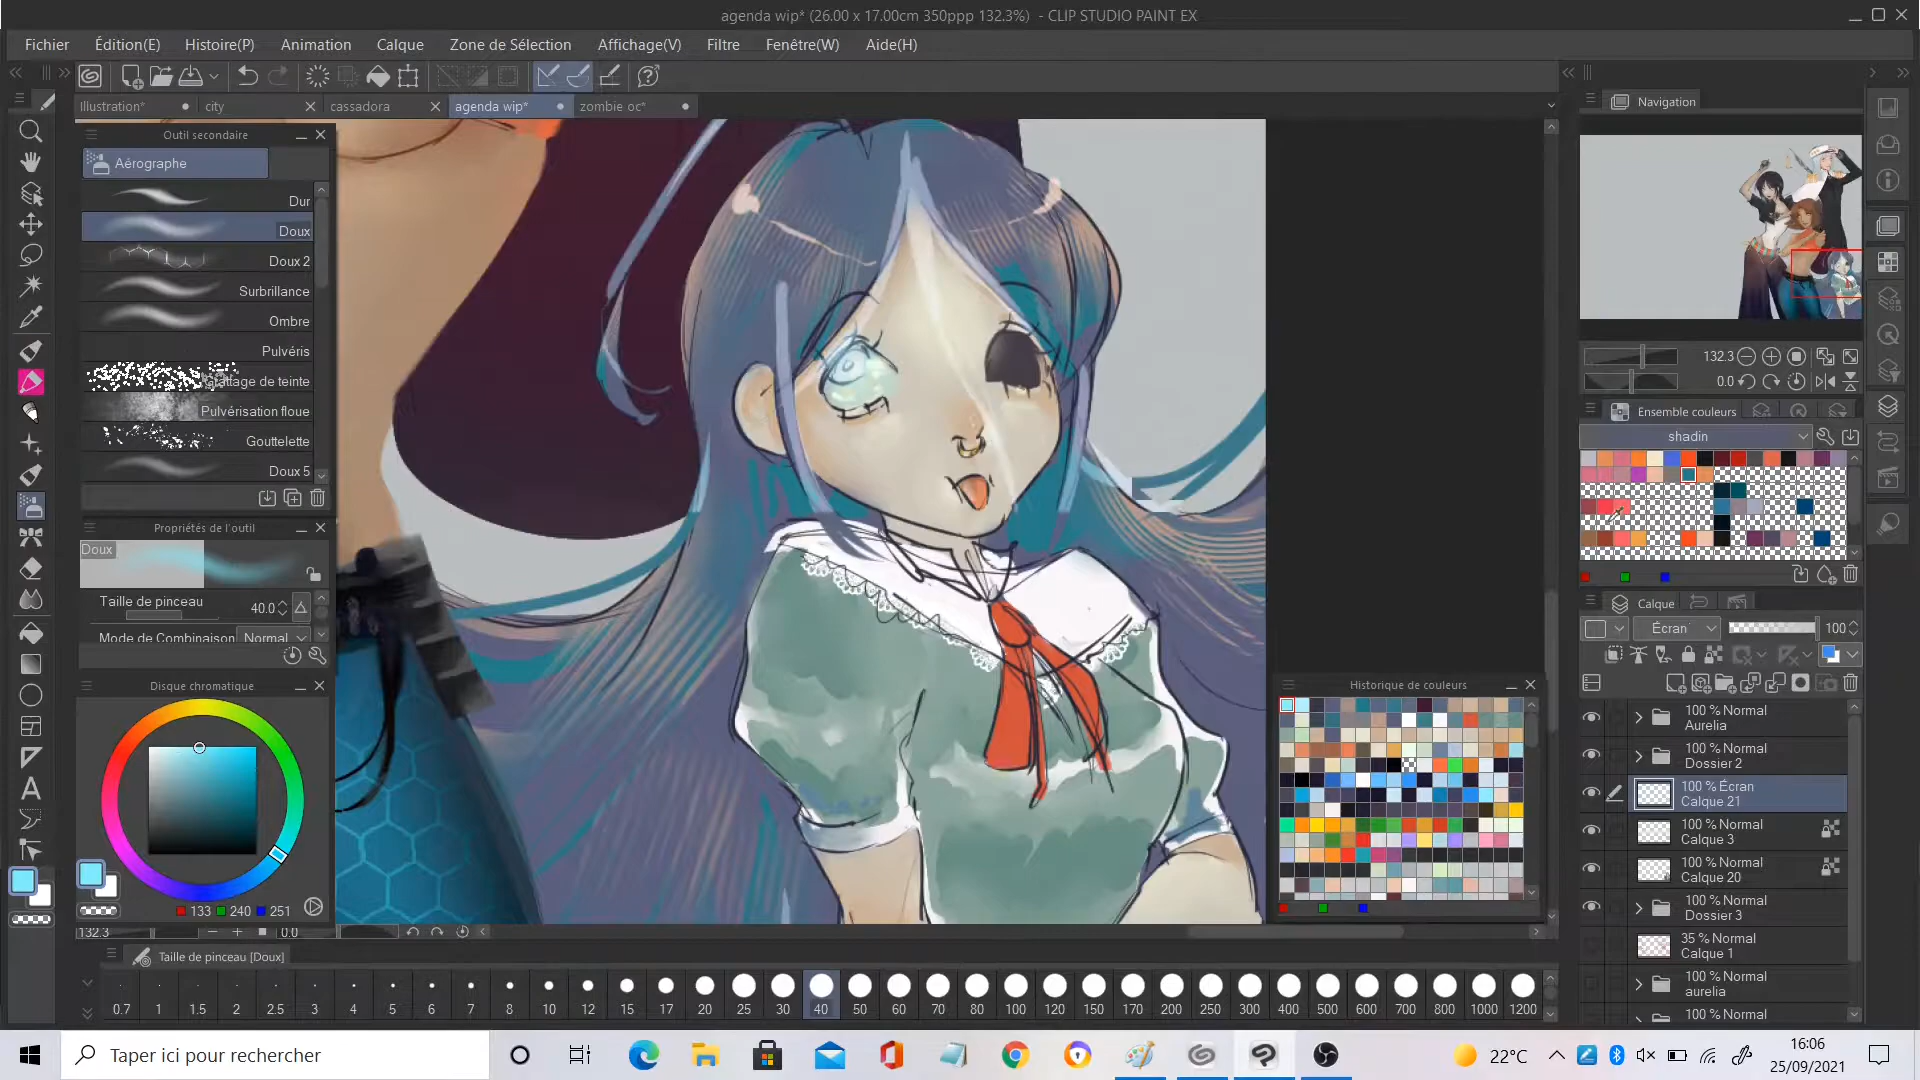 agenda wip* (26.00 x 17.00cm 350ppp 132.3%) - CLIP STUDIO PAINT EX
Fichier Édition(E) Histoire(P) Animation Calque Zone de Sélection Affichage(V) Filtre Fenêtre(W) Aide(H)
Illustration* city cassadora agenda wip* zombie oc*
Outil secondaire
Aérographe
Dur
Doux
Doux 2
Surbrillance
Ombre
Pulvéris
de teinte
Pulvérisation floue
Gouttelette
Doux 5
Propriétés de l'outil
Doux
Taille de pinceau 40.0
Mode de Combinaison Normal
Disque chromatique
133 240 251
132.3 0.0
Navigation
132.3
0.0
Ensemble couleurs
shadin
Calque
Écran 100
100 % Normal
Aurelia
100 % Normal
Dossier 2
100 % Écran
Calque 21
100 % Normal
Calque 3
100 % Normal
Calque 20
100 % Normal
Dossier 3
35 % Normal
Calque 1
100 % Normal
aurelia
100 % Normal
Historique de couleurs
Taille de pinceau [Doux]
0.7 1 1.5 2 2.5 3 4 5 6 7 8 10 12 15 17 20 25 30 40 50 60 70 80 100 120 150 170 200 250 300 400 500 600 700 800 1000 1200
Taper ici pour rechercher
22°C
16:06
25/09/2021